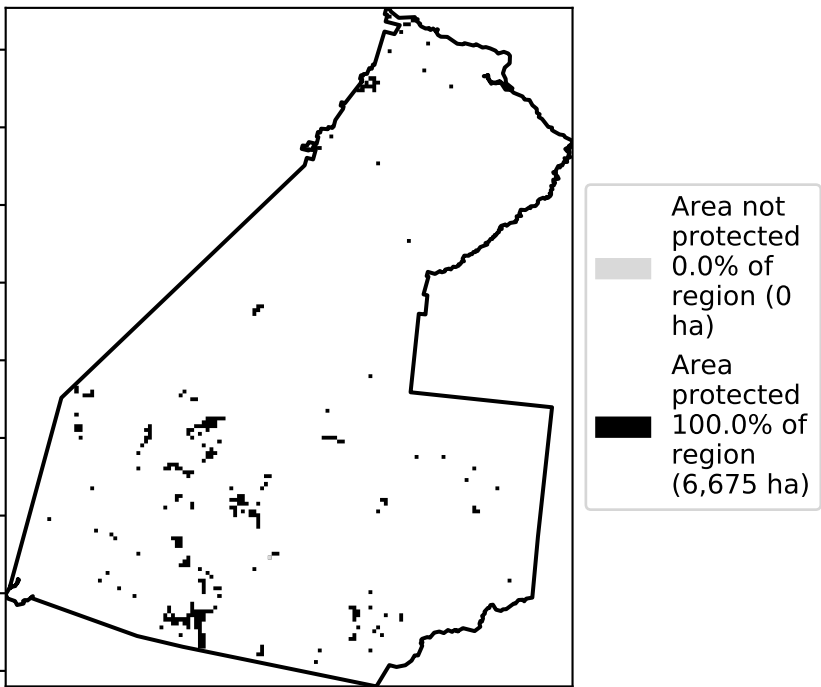 Area not
protected
0.0% of
region (0
ha)
Area
protected
100.0% of
region
(6,675 ha)